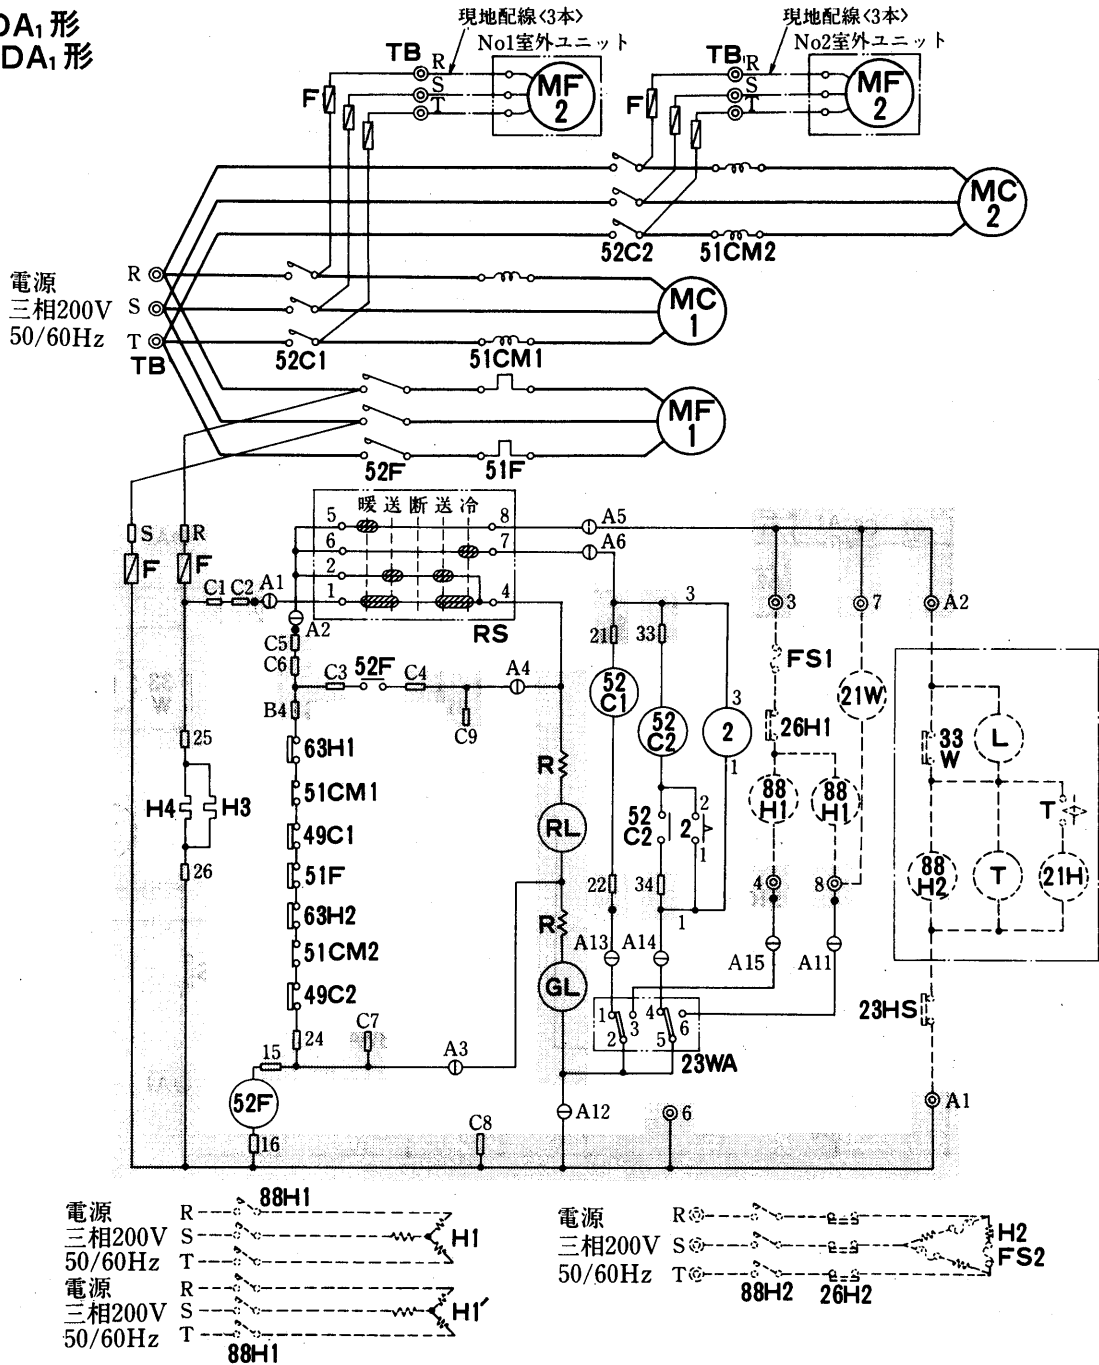 DA₁形
DA₁形
現地配線〈3本〉
No1室外ユニット
TB
R
S
T
F
MF
2
現地配線〈3本〉
No2室外ユニット
TB
R
S
T
F
MF
2
MC
2
52C2
51CM2
電源
三相200V
50/60Hz
R
S
T
TB
52C1
51CM1
MC
1
MF
1
52F
51F
暖 送 断 送 冷
5
8
6
7
2
1
4
RS
S
R
F
F
C1
C2
A1
A2
A5
A6
C5
C6
C3
52F
C4
A4
C9
B4
63H1
51CM1
49C1
51F
63H2
51CM2
49C2
24
25
H4
H3
26
15
52F
16
C7
A3
C8
R
RL
R
GL
A12
21
33
3
52
C1
52
C2
3
2
1
52
C2
2
2
1
22
34
1
A13
A14
1
2
3
4
5
6
23WA
6
3
7
A2
FS1
26H1
21W
88
H1
88
H1
4
8
A15
A11
33
W
L
T
88
H2
T
21H
23HS
A1
電源
三相200V
50/60Hz
R
S
T
88H1
H1
電源
三相200V
50/60Hz
R
S
T
88H1
H1′
電源
三相200V
50/60Hz
R
S
T
88H2
26H2
H2
FS2